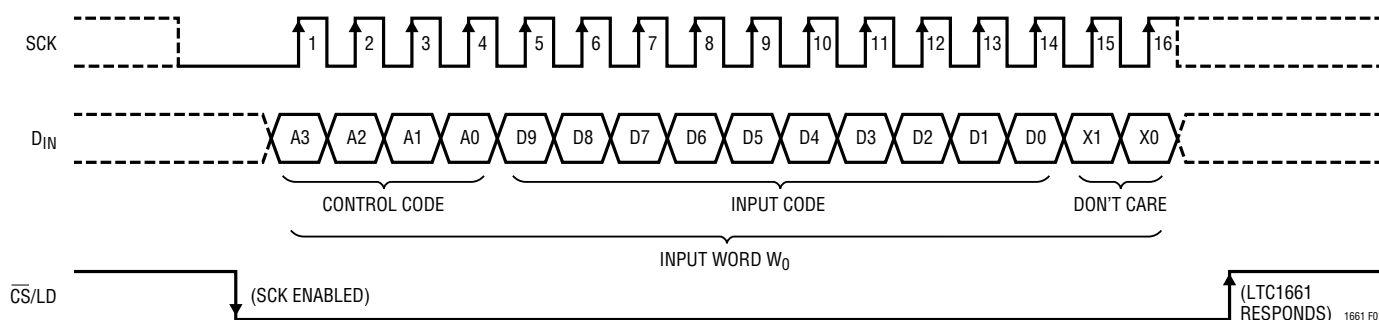 SCK
1 2 3 4 5 6 7 8 9 10 11 12 13 14 15 16
DIN
A3 A2 A1 A0 D9 D8 D7 D6 D5 D4 D3 D2 D1 D0 X1 X0
CONTROL CODE INPUT CODE DON'T CARE
INPUT WORD W0
CS/LD
(SCK ENABLED)
(LTC1661
RESPONDS)